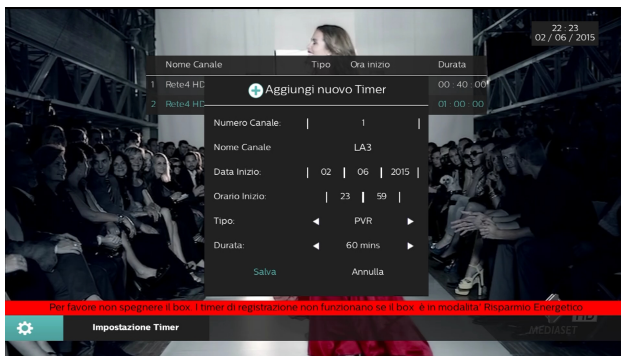 22 : 23
02 / 06 / 2015
Nome Canale Tipo Ora inizio Durata
1 Rete4 HD 00 : 40 : 00
2 Rete4 HD 01 : 00 : 00
Aggiungi nuovo Timer
Numero Canale: 1
Nome Canale LA3
Data Inizio: 02 06 2015
Orario Inizio: 23 59
Tipo: PVR
Durata: 60 mins
Salva Annulla
Per favore non spegnere il box. I timer di registrazione non funzionano se il box è in modalita' Risparmio Energetico.
Impostazione Timer
HD
MEDIASET